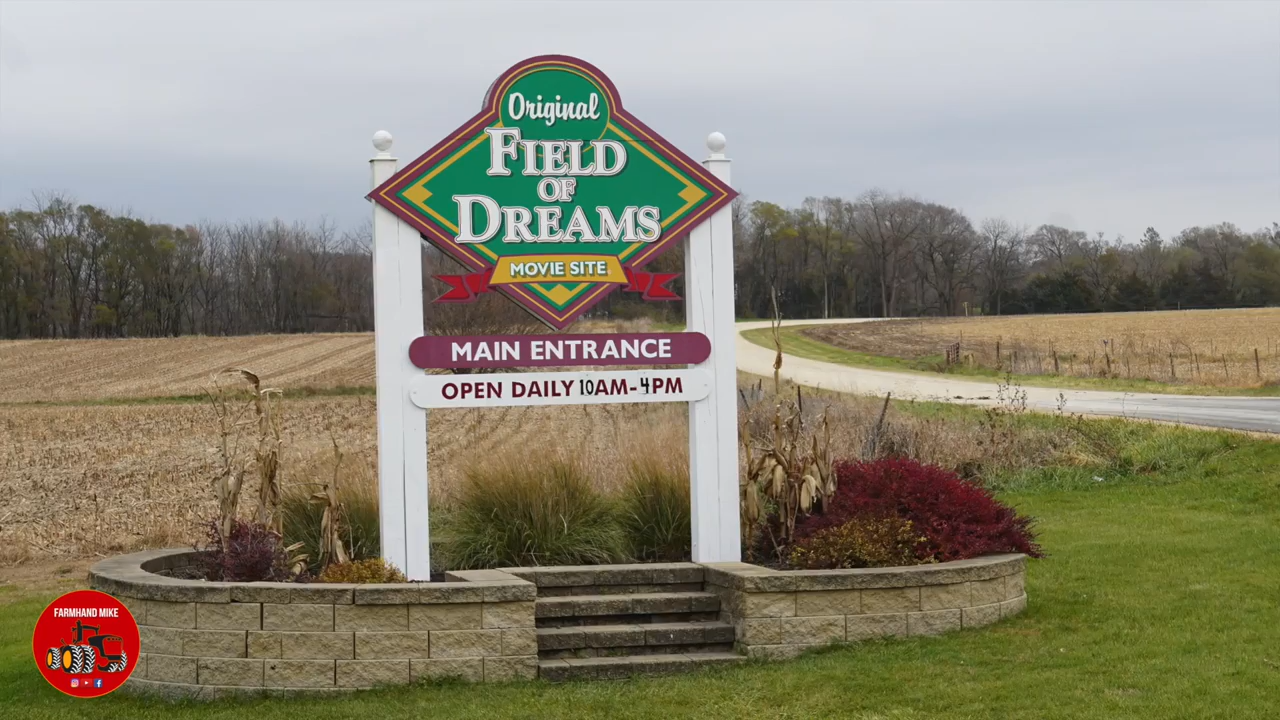 Original
FIELD
OF
DREAMS
MOVIE SITE
MAIN ENTRANCE
OPEN DAILY 10AM-4PM
FARMHAND MIKE